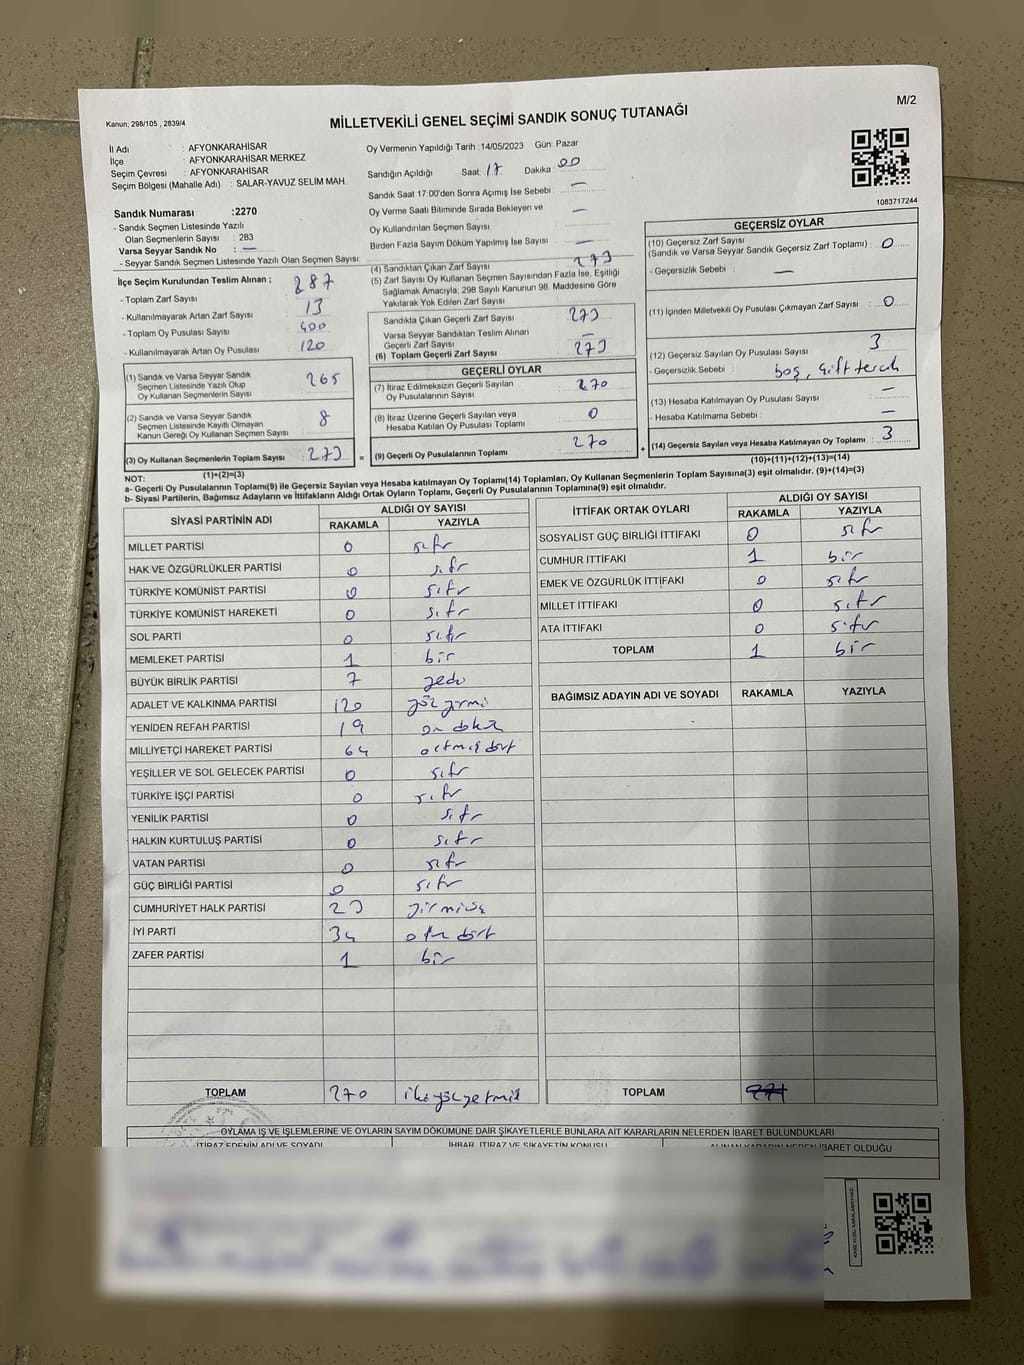 M/2
Kanun; 298/105 , 2839/4
MİLLETVEKİLİ GENEL SEÇİMİ SANDIK SONUÇ TUTANAĞI
İl Adı : AFYONKARAHİSAR
İlçe : AFYONKARAHİSAR MERKEZ
Seçim Çevresi : AFYONKARAHİSAR
Seçim Bölgesi (Mahalle Adı) : SALAR-YAVUZ SELİM MAH.
Sandık Numarası :2270
- Sandık Seçmen Listesinde Yazılı
Olan Seçmenlerin Sayısı : 283
Varsa Seyyar Sandık No : —
- Seyyar Sandık Seçmen Listesinde Yazılı Olan Seçmen Sayısı:
Oy Vermenin Yapıldığı Tarih :14/05/2023 Gün: Pazar
Sandığın Açıldığı Saat: 17 Dakika: 00
Sandık Saat 17:00'den Sonra Açılmış İse Sebebi : —
Oy Verme Saati Bitiminde Sırada Bekleyen ve : —
Oy Kullandırılan Seçmen Sayısı
Birden Fazla Sayım Döküm Yapılmış İse Sayısı : —
1083717244
İlçe Seçim Kurulundan Teslim Alınan ;
- Toplam Zarf Sayısı : 287
- Kullanılmayarak Artan Zarf Sayısı : 13
- Toplam Oy Pusulası Sayısı : 400
- Kullanılmayarak Artan Oy Pusulası : 120
(1) Sandık ve Varsa Seyyar Sandık
Seçmen Listesinde Yazılı Olup
Oy Kullanan Seçmenlerin Sayısı : 265
(2) Sandık ve Varsa Seyyar Sandık
Seçmen Listesinde Kayıtlı Olmayan
Kanun Gereği Oy Kullanan Seçmen Sayısı : 8
(3) Oy Kullanan Seçmenlerin Toplam Sayısı : 273 =
(1)+(2)=(3)
(4) Sandıktan Çıkan Zarf Sayısı : 273
(5) Zarf Sayısı Oy Kullanan Seçmen Sayısından Fazla İse, Eşitliği
Sağlamak Amacıyla; 298 Sayılı Kanunun 98. Maddesine Göre
Yakılarak Yok Edilen Zarf Sayısı :
Sandıkta Çıkan Geçerli Zarf Sayısı : 273
Varsa Seyyar Sandıktan Teslim Alınan
Geçerli Zarf Sayısı : —
(6) Toplam Geçerli Zarf Sayısı : 273
GEÇERLİ OYLAR
(7) İtiraz Edilmeksizin Geçerli Sayılan
Oy Pusulalarının Sayısı : 270
(8) İtiraz Üzerine Geçerli Sayılan veya
Hesaba Katılan Oy Pusulası Toplamı : 0
(9) Geçerli Oy Pusulalarının Toplamı : 270 +
GEÇERSİZ OYLAR
(10) Geçersiz Zarf Sayısı
(Sandık ve Varsa Seyyar Sandık Geçersiz Zarf Toplamı) : 0
- Geçersizlik Sebebi : —
(11) İçinden Milletvekili Oy Pusulası Çıkmayan Zarf Sayısı : 0
(12) Geçersiz Sayılan Oy Pusulası Sayısı : 3
- Geçersizlik Sebebi : boş, çift tercih
(13) Hesaba Katılmayan Oy Pusulası Sayısı : —
- Hesaba Katılmama Sebebi : —
(14) Geçersiz Sayılan veya Hesaba Katılmayan Oy Toplamı : 3
(10)+(11)+(12)+(13)=(14)
NOT:
a- Geçerli Oy Pusulalarının Toplamı(9) ile Geçersiz Sayılan veya Hesaba Katılmayan Oy Toplamı(14) Toplamları, Oy Kullanan Seçmenlerin Toplam Sayısına(3) eşit olmalıdır. (9)+(14)=(3)
b- Siyasi Partilerin, Bağımsız Adayların ve İttifakların Aldığı Ortak Oyların Toplamı, Geçerli Oy Pusulalarının Toplamına(9) eşit olmalıdır.
SİYASİ PARTİNİN ADI ALDIĞI OY SAYISI
RAKAMLA YAZIYLA
MİLLET PARTİSİ 0 sıfır
HAK VE ÖZGÜRLÜKLER PARTİSİ 0 sıfır
TÜRKİYE KOMÜNİST PARTİSİ 0 sıfır
TÜRKİYE KOMÜNİST HAREKETİ 0 sıfır
SOL PARTİ 0 sıfır
MEMLEKET PARTİSİ 1 bir
BÜYÜK BİRLİK PARTİSİ 7 yedi
ADALET VE KALKINMA PARTİSİ 120 yüz yirmi
YENİDEN REFAH PARTİSİ 19 on dokuz
MİLLİYETÇİ HAREKET PARTİSİ 64 altmış dört
YEŞİLLER VE SOL GELECEK PARTİSİ 0 sıfır
TÜRKİYE İŞÇİ PARTİSİ 0 sıfır
YENİLİK PARTİSİ 0 sıfır
HALKIN KURTULUŞ PARTİSİ 0 sıfır
VATAN PARTİSİ 0 sıfır
GÜÇ BİRLİĞİ PARTİSİ 0 sıfır
CUMHURİYET HALK PARTİSİ 23 yirmi üç
İYİ PARTİ 34 otuz dört
ZAFER PARTİSİ 1 bir
TOPLAM 270 iki yüz yetmiş
İTTİFAK ORTAK OYLARI ALDIĞI OY SAYISI
RAKAMLA YAZIYLA
SOSYALİST GÜÇ BİRLİĞİ İTTİFAKI 0 sıfır
CUMHUR İTTİFAKI 1 bir
EMEK VE ÖZGÜRLÜK İTTİFAKI 0 sıfır
MİLLET İTTİFAKI 0 sıfır
ATA İTTİFAKI 0 sıfır
TOPLAM 1 bir
BAĞIMSIZ ADAYIN ADI VE SOYADI RAKAMLA YAZIYLA
TOPLAM 271
OYLAMA İŞ VE İŞLEMLERİNE VE OYLARIN SAYIM DÖKÜMÜNE DAİR ŞİKAYETLERLE BUNLARA AİT KARARLARIN NELERDEN İBARET BULUNDUKLARI
İTİRAZ EDENİN ADI VE SOYADI İHBAR, İTİRAZ VE ŞİKAYETİN KONUSU ALINAN KARARIN NEDEN İBARET OLDUĞU